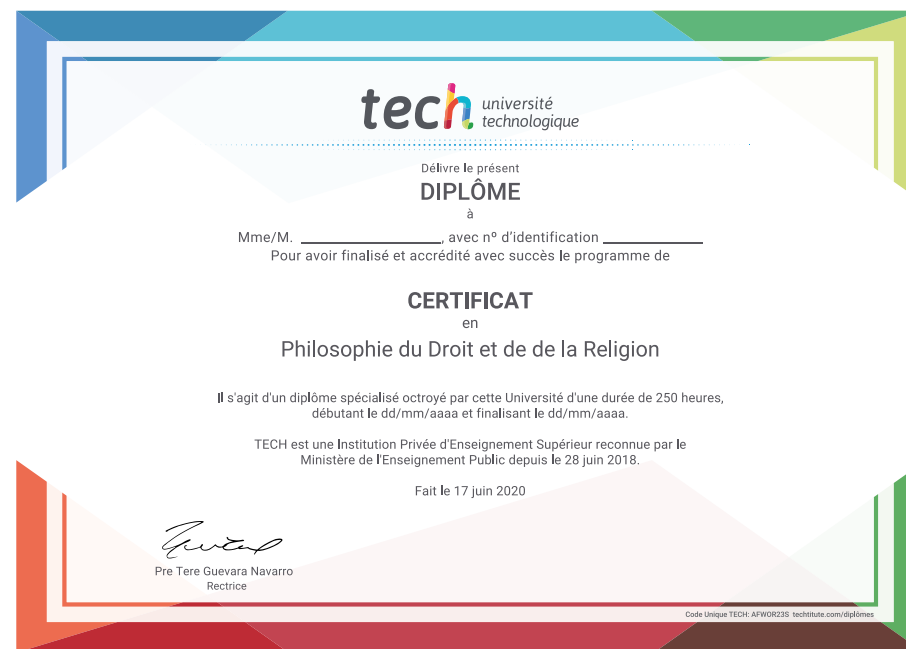 tech université
technologique
Délivre le présent
DIPLÔME
à
Mme/M. ____________________, avec nº d'identification ______________
Pour avoir finalisé et accrédité avec succès le programme de
CERTIFICAT
en
Philosophie du Droit et de de la Religion
Il s'agit d'un diplôme spécialisé octroyé par cette Université d'une durée de 250 heures,
débutant le dd/mm/aaaa et finalisant le dd/mm/aaaa.
TECH est une Institution Privée d'Enseignement Supérieur reconnue par le
Ministère de l'Enseignement Public depuis le 28 juin 2018.
Fait le 17 juin 2020
Pre Tere Guevara Navarro
Rectrice
Code Unique TECH: AFWOR23S techtitute.com/diplômes